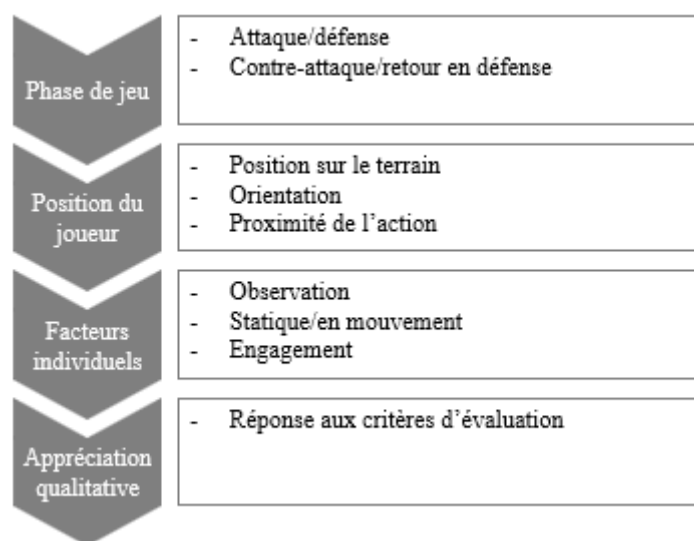 Phase de jeu
- Attaque/défense
- Contre-attaque/retour en défense
Position du
joueur
- Position sur le terrain
- Orientation
- Proximité de l’action
Facteurs
individuels
- Observation
- Statique/en mouvement
- Engagement
Appréciation
qualitative
- Réponse aux critères d’évaluation